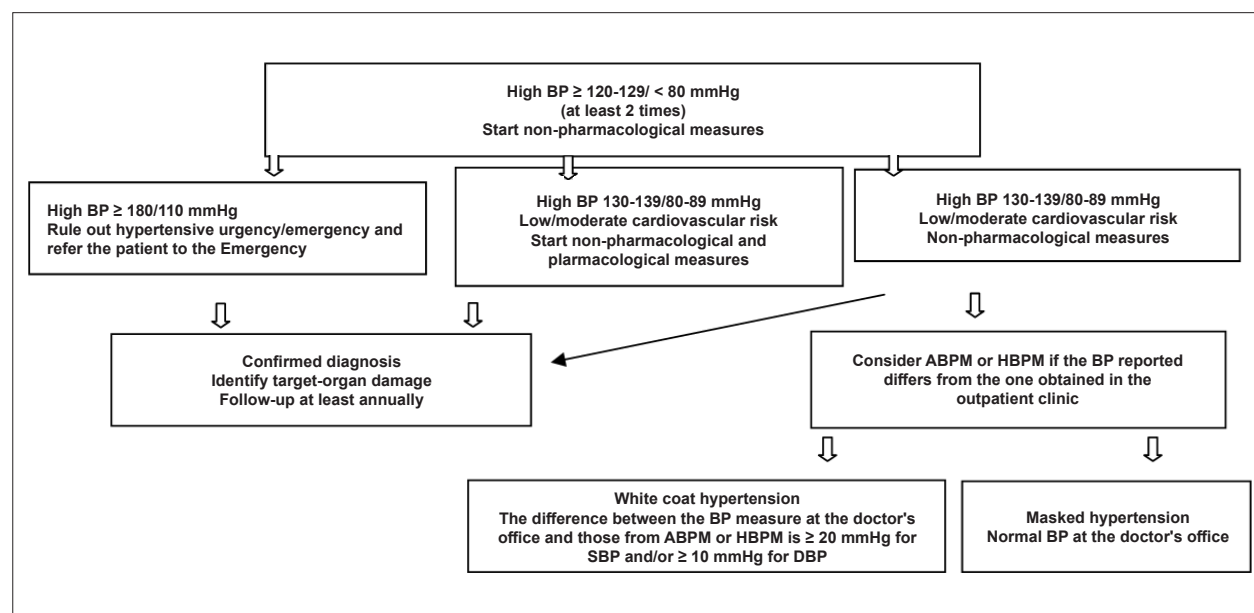 High BP ≥ 120-129/ < 80 mmHg
(at least 2 times)
Start non-pharmacological measures
High BP ≥ 180/110 mmHg
Rule out hypertensive urgency/emergency and
refer the patient to the Emergency
High BP 130-139/80-89 mmHg
Low/moderate cardiovascular risk
Start non-pharmacological and
plarmacological measures
High BP 130-139/80-89 mmHg
Low/moderate cardiovascular risk
Non-pharmacological measures
Confirmed diagnosis
Identify target-organ damage
Follow-up at least annually
Consider ABPM or HBPM if the BP reported
differs from the one obtained in the
outpatient clinic
White coat hypertension
The difference between the BP measure at the doctor's
office and those from ABPM or HBPM is ≥ 20 mmHg for
SBP and/or ≥ 10 mmHg for DBP
Masked hypertension
Normal BP at the doctor's office